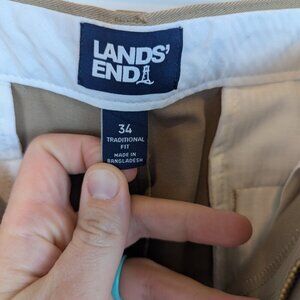 LANDS'
END
34
TRADITIONAL
FIT
MADE IN
BANGLADESH